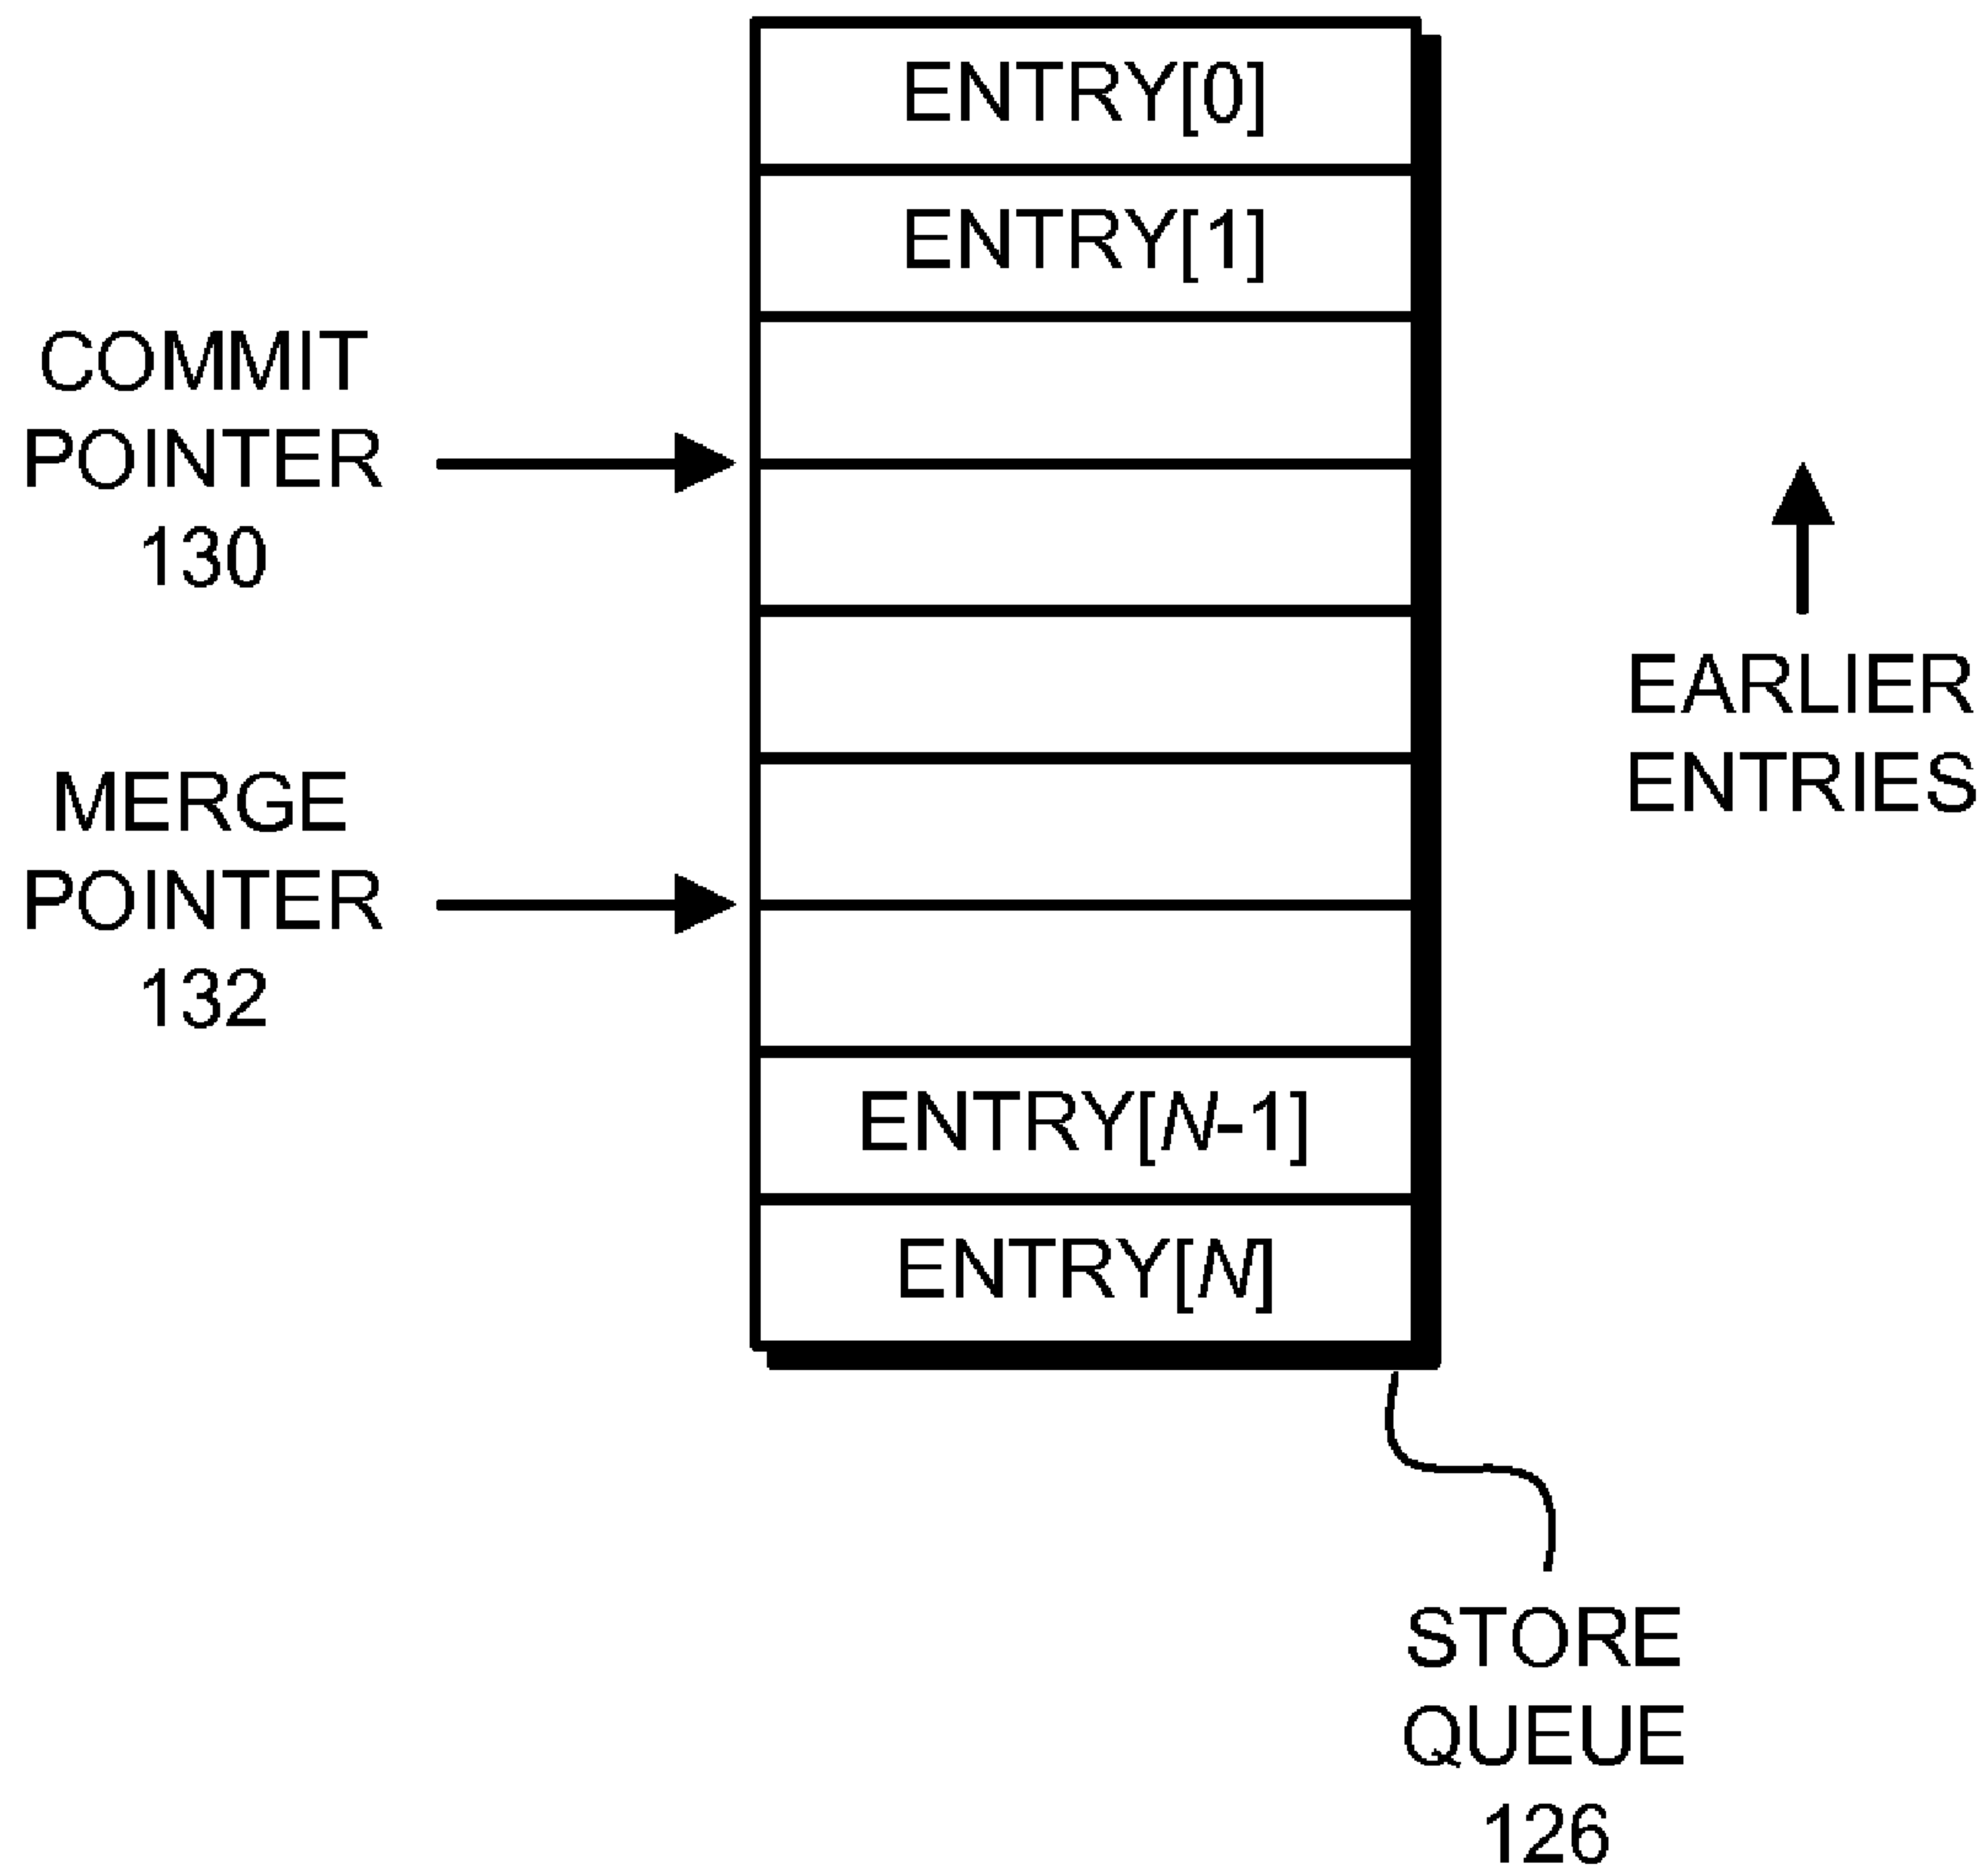 ENTRY[0]
ENTRY[1]
COMMIT
POINTER
130
EARLIER
ENTRIES
MERGE
POINTER
132
ENTRY[N-1]
ENTRY[N]
STORE
QUEUE
126